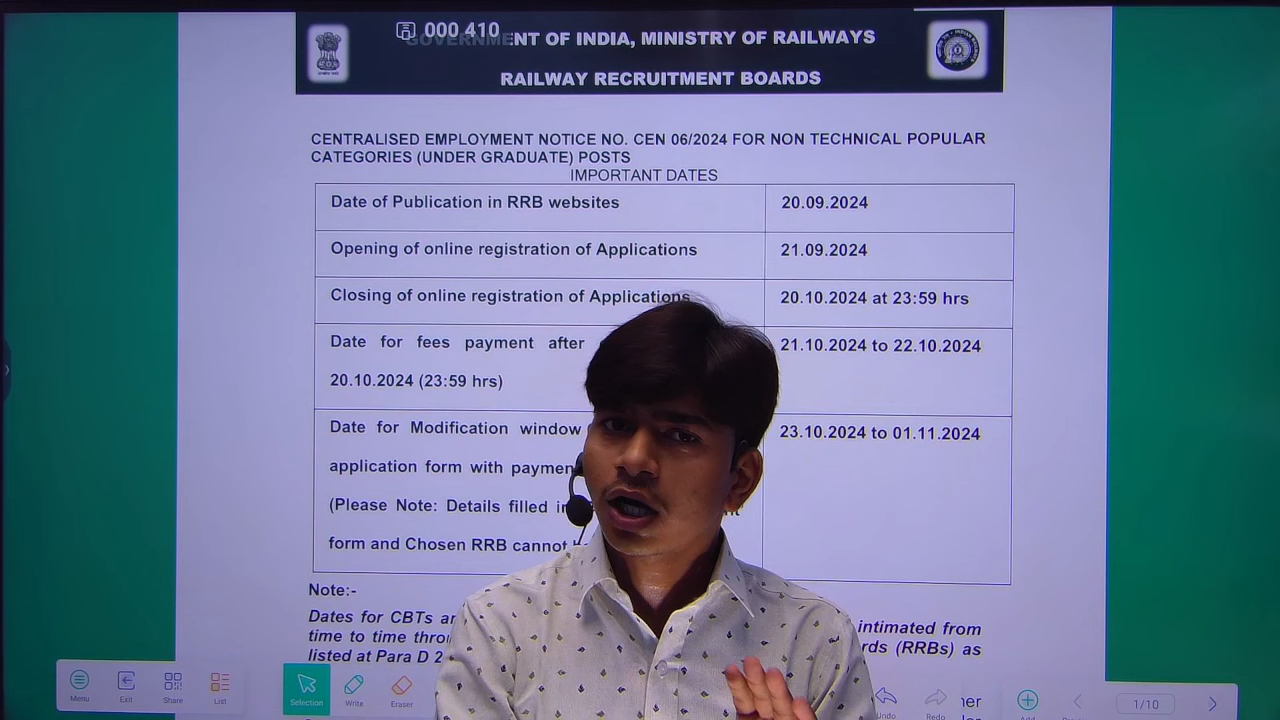 000 410
GOVERNMENT OF INDIA, MINISTRY OF RAILWAYS
RAILWAY RECRUITMENT BOARDS
CENTRALISED EMPLOYMENT NOTICE NO. CEN 06/2024 FOR NON TECHNICAL POPULAR
CATEGORIES (UNDER GRADUATE) POSTS
IMPORTANT DATES
Date of Publication in RRB websites 20.09.2024
Opening of online registration of Applications 21.09.2024
Closing of online registration of Applications 20.10.2024 at 23:59 hrs
Date for fees payment after 21.10.2024 to 22.10.2024
20.10.2024 (23:59 hrs)
Date for Modification window 23.10.2024 to 01.11.2024
application form with
(Please Note: Details filled
form and Chosen RRB
Note:-
Dates for CBTs intimated from
time to time (RRBs) as
listed at Para D 2
Menu
Exit
Share
List
Selection
Write
Eraser
Undo
Redo
Add
1/10